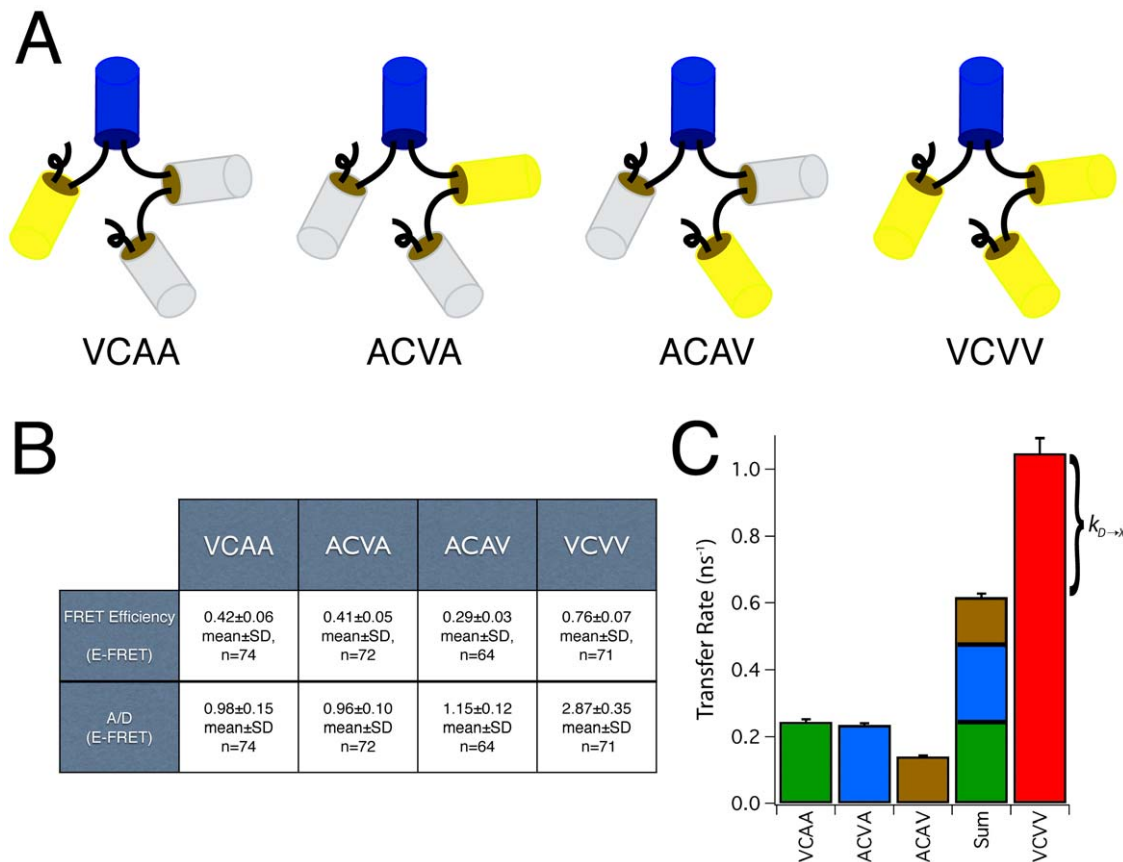 A
VCAA
ACVA
ACAV
VCVV
B
VCAA
ACVA
ACAV
VCVV
FRET Efficiency
(E-FRET)
0.42±0.06
mean±SD,
n=74
0.41±0.05
mean±SD,
n=72
0.29±0.03
mean±SD,
n=64
0.76±0.07
mean±SD,
n=71
A/D
(E-FRET)
0.98±0.15
mean±SD
n=74
0.96±0.10
mean±SD
n=72
1.15±0.12
mean±SD
n=64
2.87±0.35
mean±SD
n=71
C
Transfer Rate (ns⁻¹)
1.0
0.8
0.6
0.4
0.2
0.0
VCAA
ACVA
ACAV
Sum
VCVV